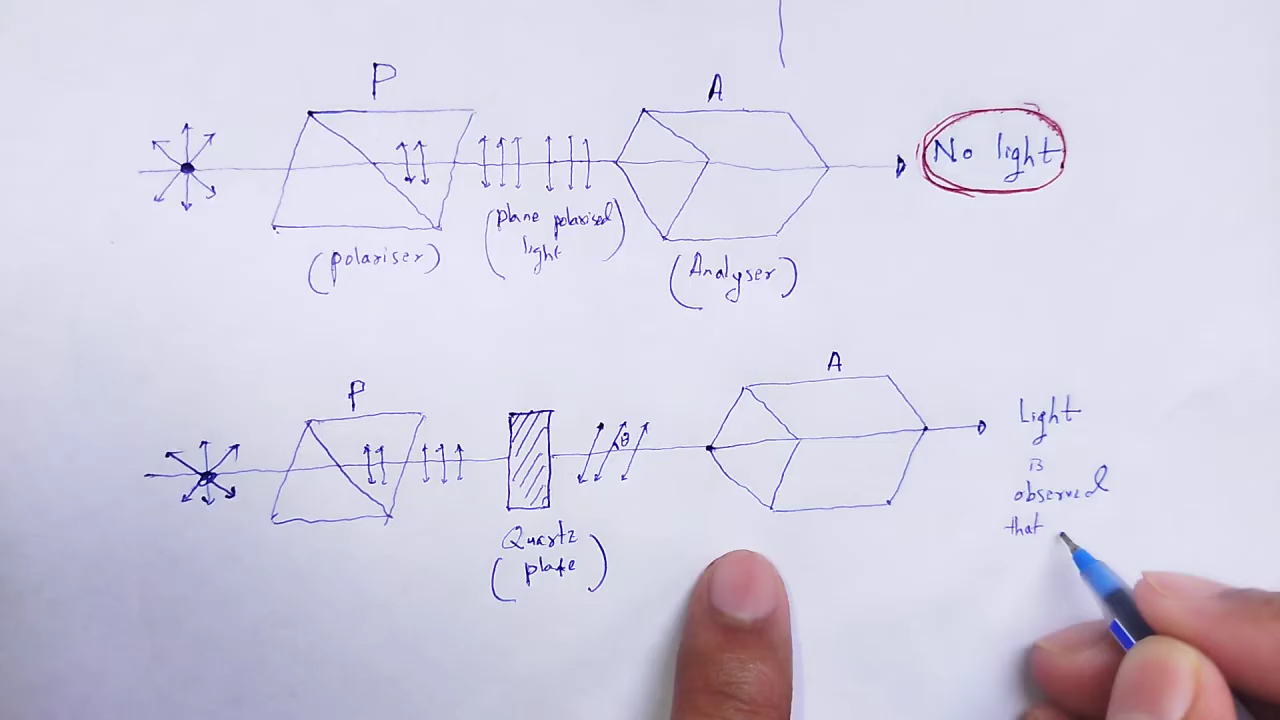 P
A
No light
(polariser)
(plane polarised
light)
(Analyser)
P
A
θ
Light
is
observed
that
Quartz
(plate)